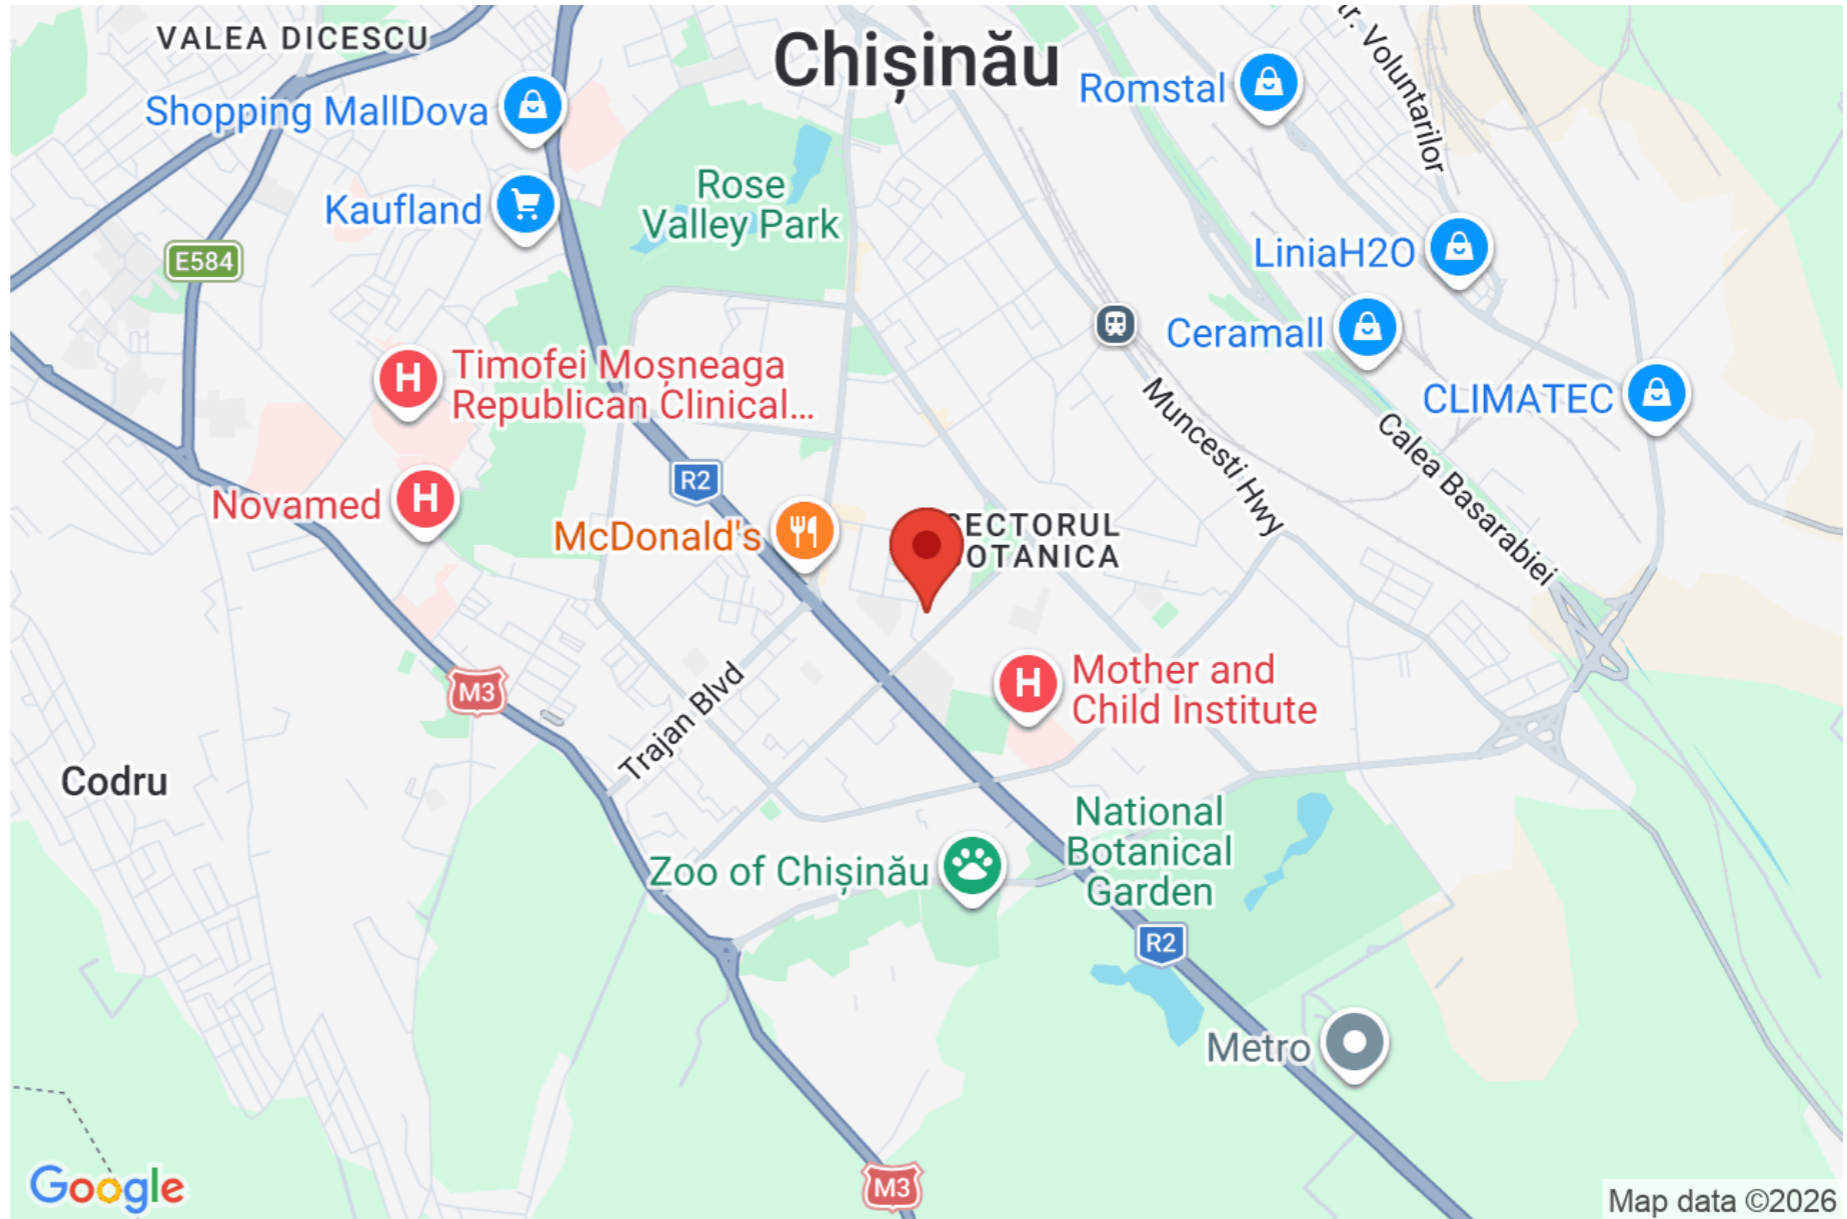 VALEA DICESCU
Chișinău
Romstal
tr. Voluntarilor
Shopping MallDova
Kaufland
Rose
Valley Park
E584
LiniaH2O
Ceramall
CLIMATEC
Timofei Moșneaga
Republican Clinical...
Muncesti Hwy
Calea Basarabiei
R2
Novamed
McDonald's
SECTORUL
OTANICA
Mother and
Child Institute
M3
Trajan Blvd
Codru
National
Botanical
Garden
Zoo of Chișinău
R2
Metro
M3
Google
Map data ©2026